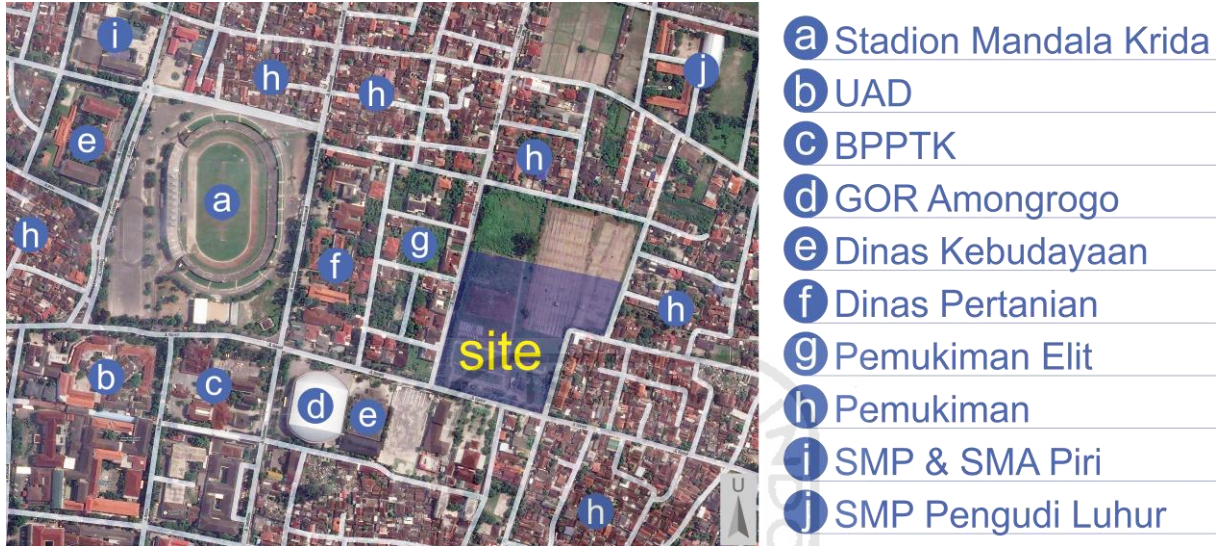 i
h
h
j
e
h
a
h
g
f
h
site
b
c
d
e
h
U
a Stadion Mandala Krida
b UAD
c BPPTK
d GOR Amongrogo
e Dinas Kebudayaan
f Dinas Pertanian
g Pemukiman Elit
h Pemukiman
i SMP & SMA Piri
j SMP Pengudi Luhur